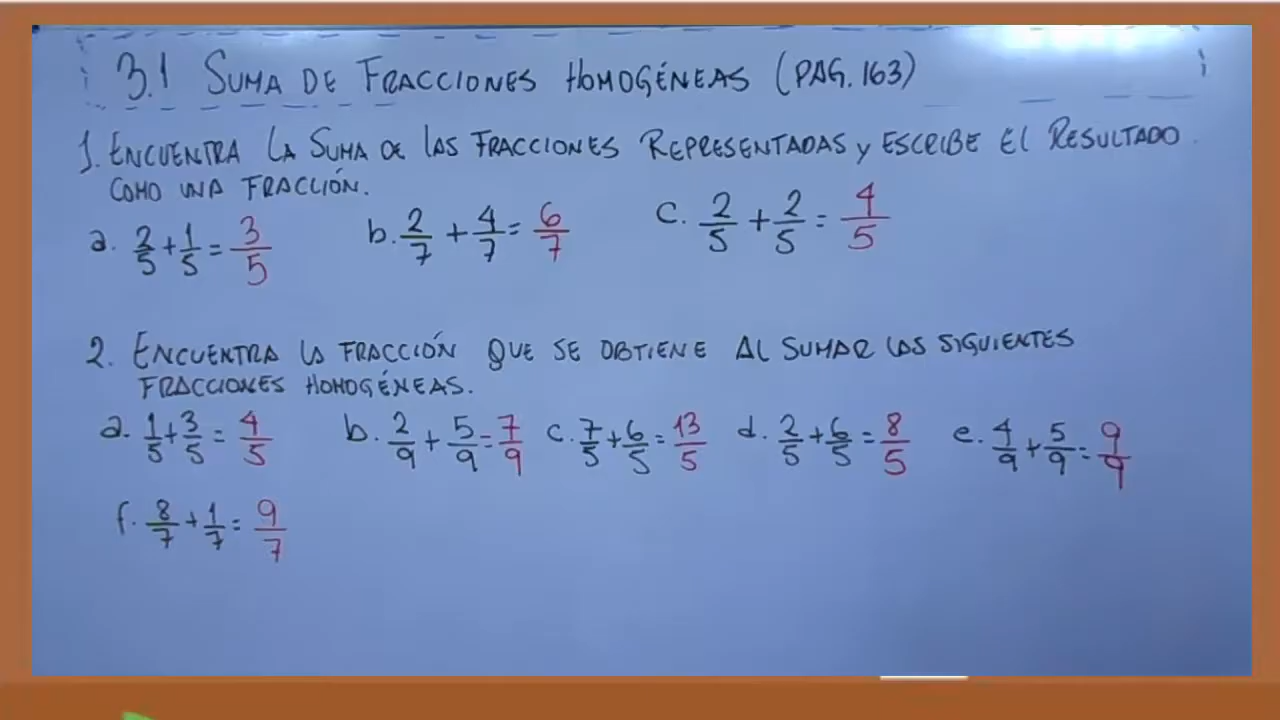 3.1 SUMA DE FRACCIONES HOMOGÉNEAS (PAG. 163)
1. ENCUENTRA LA SUMA DE LAS FRACCIONES REPRESENTADAS Y ESCRIBE EL RESULTADO
COMO UNA FRACCIÓN.
a. 2/5 + 1/5 = 3/5 b. 2/7 + 4/7 = 6/7 c. 2/5 + 2/5 = 4/5
2. ENCUENTRA LA FRACCIÓN QUE SE OBTIENE AL SUMAR LAS SIGUIENTES
FRACCIONES HOMOGÉNEAS.
a. 1/5 + 3/5 = 4/5 b. 2/9 + 5/9 = 7/9 c. 7/5 + 6/5 = 13/5 d. 2/5 + 6/5 = 8/5 e. 4/9 + 5/9 = 9/9
f. 8/7 + 1/7 = 9/7